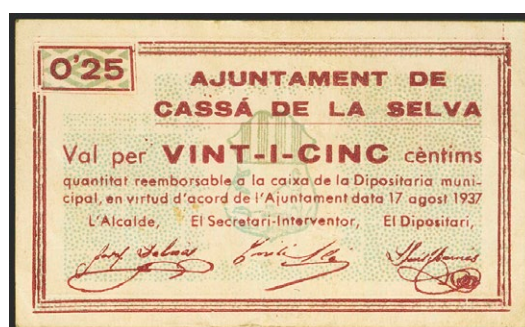 0'25
AJUNTAMENT DE
CASSÁ DE LA SELVA
Val per VINT-I-CINC cèntims
quantitat reemborsable a la caixa de la Dipositaria muni-
cipal, en virtud d'acord de l'Ajuntament data 17 agost 1937
L'Alcalde, El Secretari-Interventor, El Dipositari,